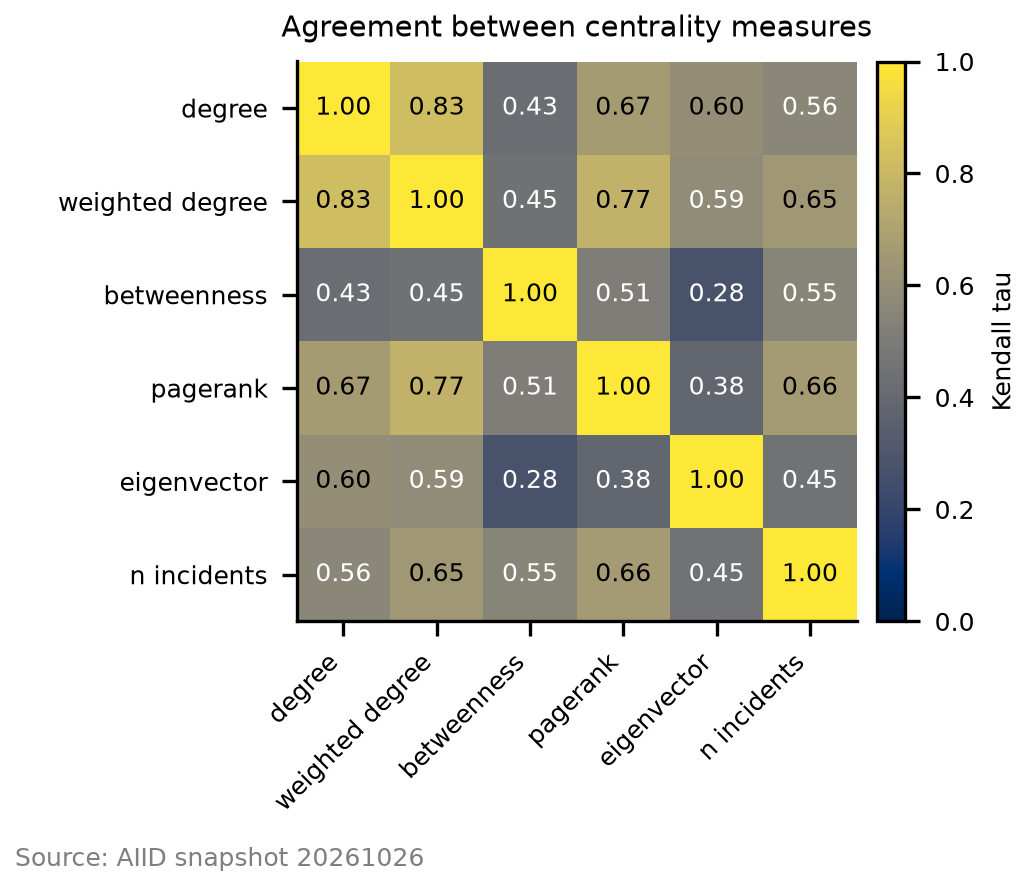 Agreement between centrality measures
degree 1.00 0.83 0.43 0.67 0.60 0.56
weighted degree 0.83 1.00 0.45 0.77 0.59 0.65
betweenness 0.43 0.45 1.00 0.51 0.28 0.55
pagerank 0.67 0.77 0.51 1.00 0.38 0.66
eigenvector 0.60 0.59 0.28 0.38 1.00 0.45
n incidents 0.56 0.65 0.55 0.66 0.45 1.00
degree
weighted degree
betweenness
pagerank
eigenvector
n incidents
1.0
0.8
0.6
0.4
0.2
0.0
Kendall tau
Source: AIID snapshot 20261026